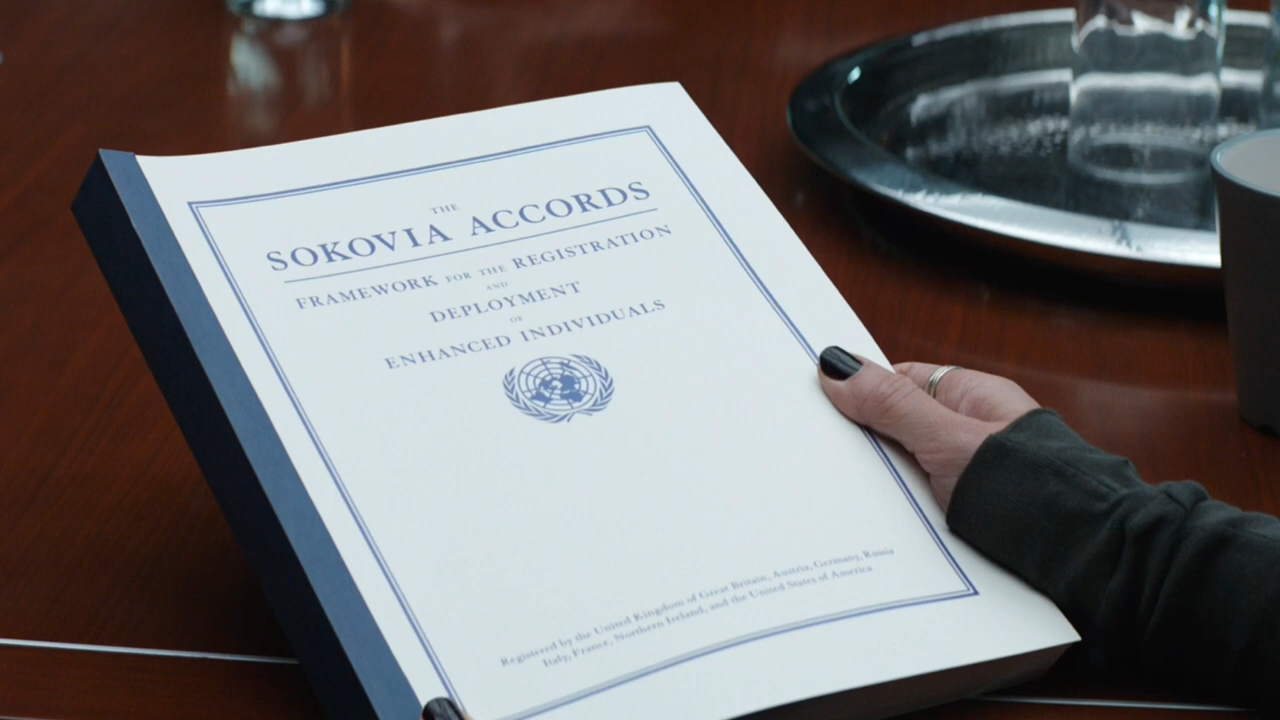 THE
SOKOVIA ACCORDS
FRAMEWORK FOR THE REGISTRATION
AND
DEPLOYMENT
OF
ENHANCED INDIVIDUALS
Registered by the United Kingdom of Great Britain, Austria, Germany, Russia
Italy, France, Northern Ireland, and the United States of America